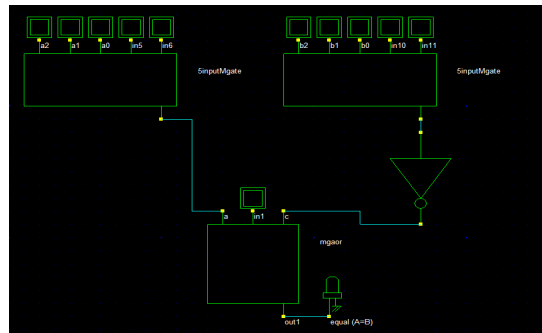 a2 a1 a0 in5 in6 b2 b1 b0 in10 in11
5inputMgate 5inputMgate
a in1 c
mgaor
out1 equal (A=B)